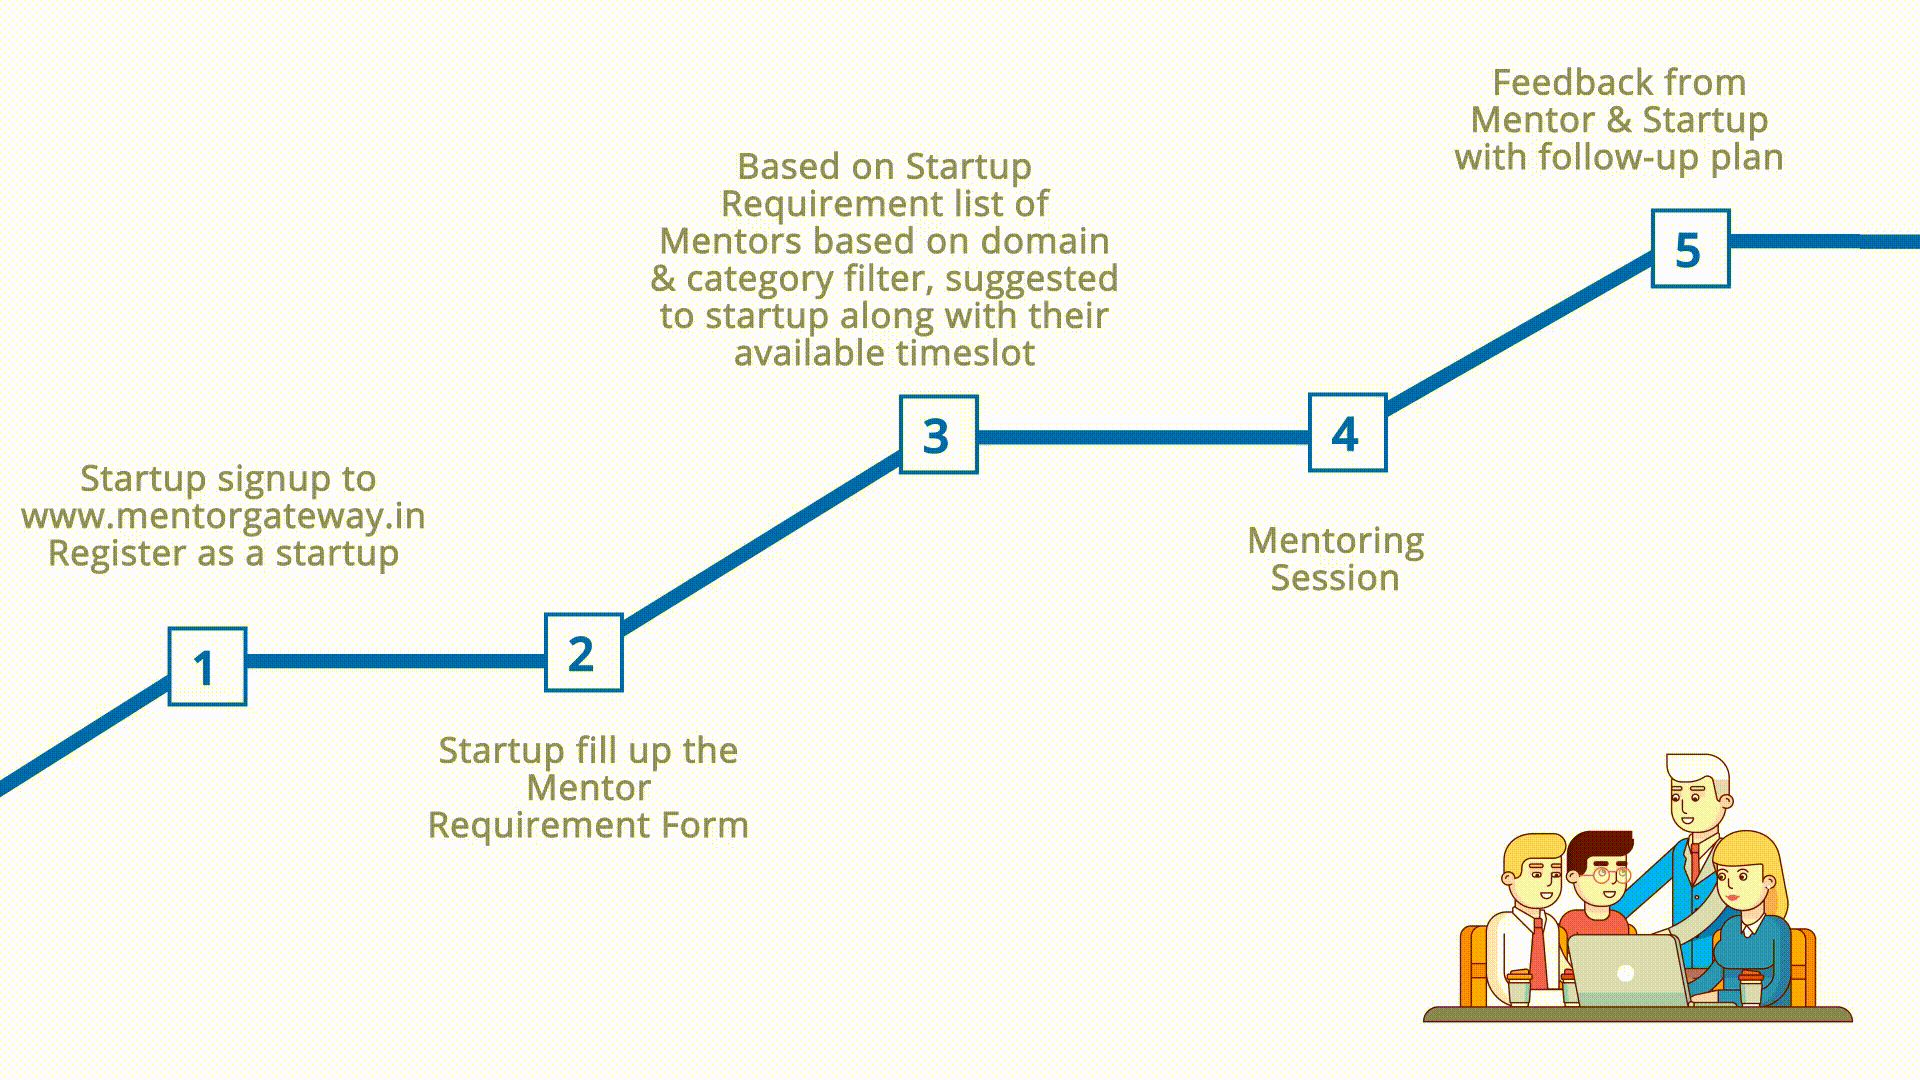 Startup signup to
www.mentorgateway.in
Register as a startup
1
2
Startup fill up the
Mentor
Requirement Form
Based on Startup
Requirement list of
Mentors based on domain
& category filter, suggested
to startup along with their
available timeslot
3
4
Mentoring
Session
Feedback from
Mentor & Startup
with follow-up plan
5